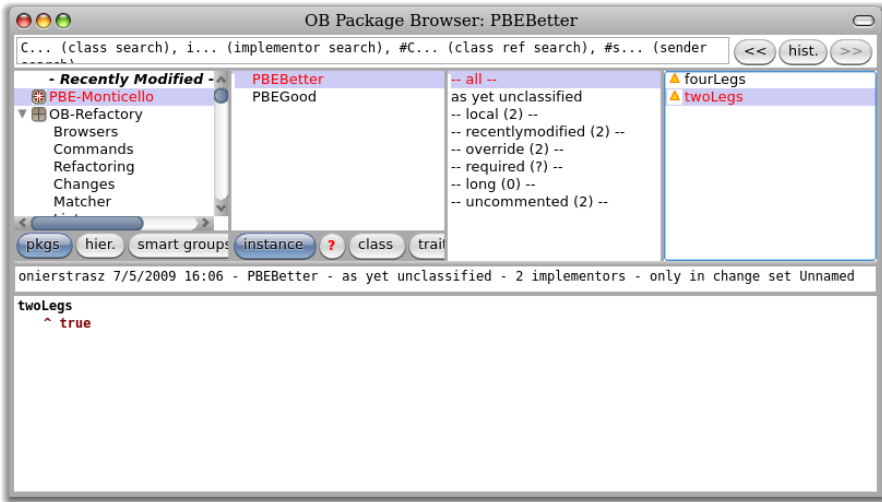 OB Package Browser: PBEBetter
C... (class search), i... (implementor search), #C... (class ref search), #s... (sender
search)
<< hist. >>
- Recently Modified -
PBE-Monticello
OB-Refactory
Browsers
Commands
Refactoring
Changes
Matcher
PBEBetter
PBEGood
-- all --
as yet unclassified
-- local (2) --
-- recentlymodified (2) --
-- override (2) --
-- required (?) --
-- long (0) --
-- uncommented (2) --
fourLegs
twoLegs
pkgs hier. smart groups instance ? class trait
onierstrasz 7/5/2009 16:06 - PBEBetter - as yet unclassified - 2 implementors - only in change set Unnamed
twoLegs
^ true